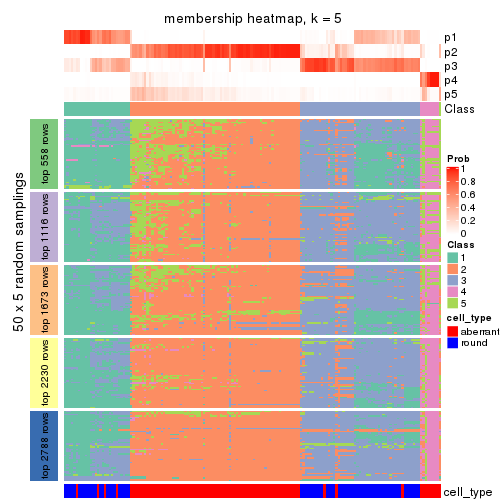 membership heatmap, k = 5
p1
p2
p3
p4
p5
Class
50 x 5 random samplings
top 558 rows
top 1116 rows
top 1673 rows
top 2230 rows
top 2788 rows
cell_type
Prob
1
0.8
0.6
0.4
0.2
0
Class
1
2
3
4
5
cell_type
aberrant
round